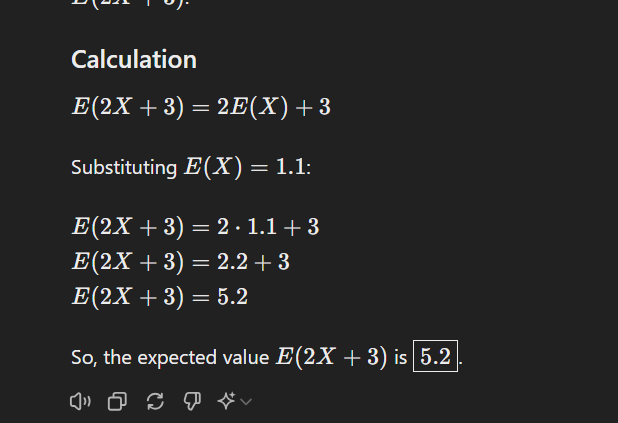 Calculation
E(2X + 3) = 2E(X) + 3
Substituting E(X) = 1.1:
E(2X + 3) = 2 · 1.1 + 3
E(2X + 3) = 2.2 + 3
E(2X + 3) = 5.2
So, the expected value E(2X + 3) is 5.2.